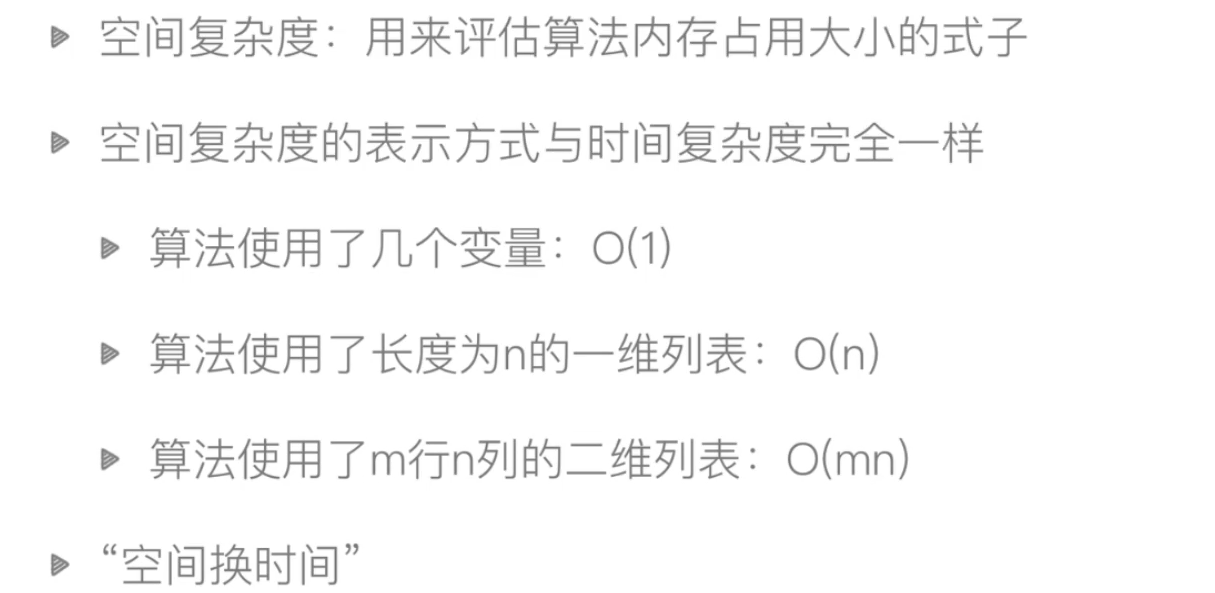 空间复杂度：用来评估算法内存占用大小的式子
空间复杂度的表示方式与时间复杂度完全一样
算法使用了几个变量：O(1)
算法使用了长度为n的一维列表：O(n)
算法使用了m行n列的二维列表：O(mn)
“空间换时间”